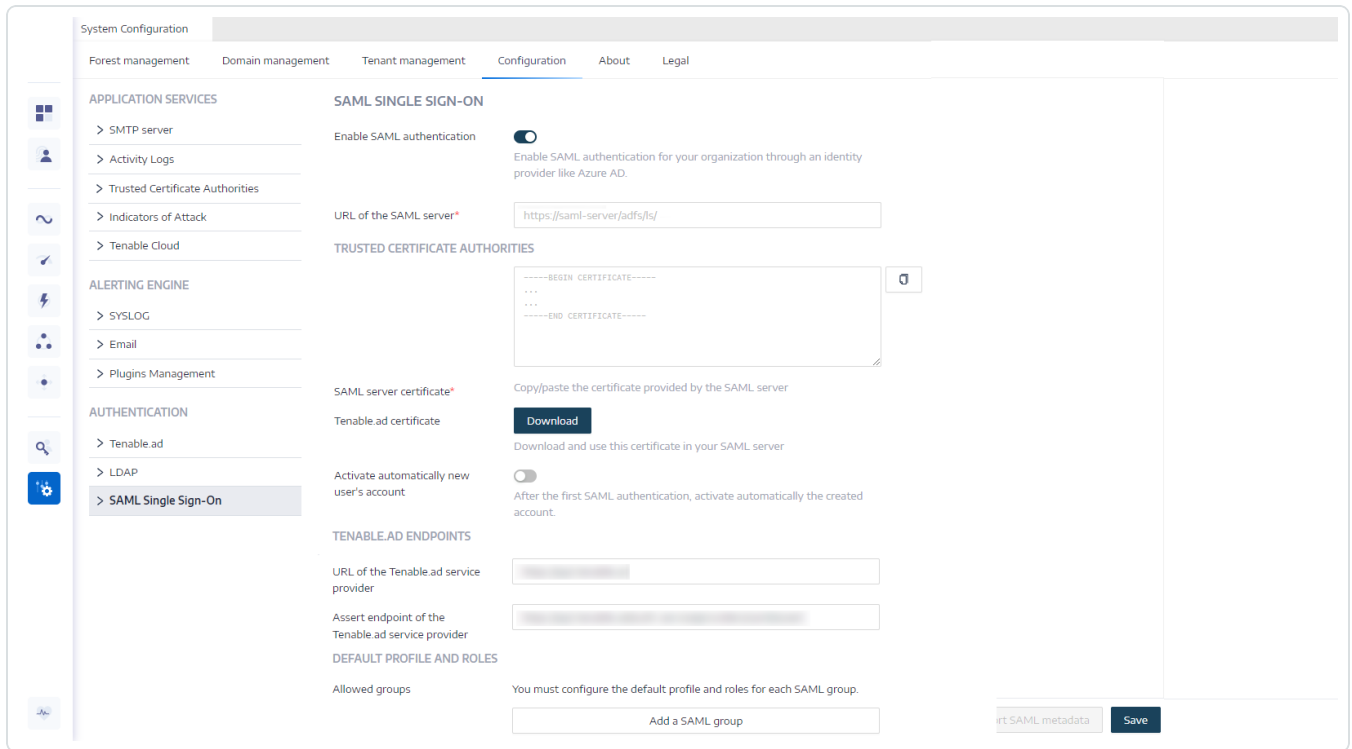 System Configuration
Forest management
Domain management
Tenant management
Configuration
About
Legal
APPLICATION SERVICES
SMTP server
Activity Logs
Trusted Certificate Authorities
Indicators of Attack
Tenable Cloud
ALERTING ENGINE
SYSLOG
Email
Plugins Management
AUTHENTICATION
Tenable.ad
LDAP
SAML Single Sign-On
SAML SINGLE SIGN-ON
Enable SAML authentication
Enable SAML authentication for your organization through an identity
provider like Azure AD.
URL of the SAML server*
https://saml-server/adfs/ls/
TRUSTED CERTIFICATE AUTHORITIES
-----BEGIN CERTIFICATE-----
...
...
-----END CERTIFICATE-----
SAML server certificate*
Copy/paste the certificate provided by the SAML server
Tenable.ad certificate
Download
Download and use this certificate in your SAML server
Activate automatically new
user's account
After the first SAML authentication, activate automatically the created
account.
TENABLE.AD ENDPOINTS
URL of the Tenable.ad service
provider
Assert endpoint of the
Tenable.ad service provider
DEFAULT PROFILE AND ROLES
Allowed groups
You must configure the default profile and roles for each SAML group.
Add a SAML group
rt SAML metadata
Save